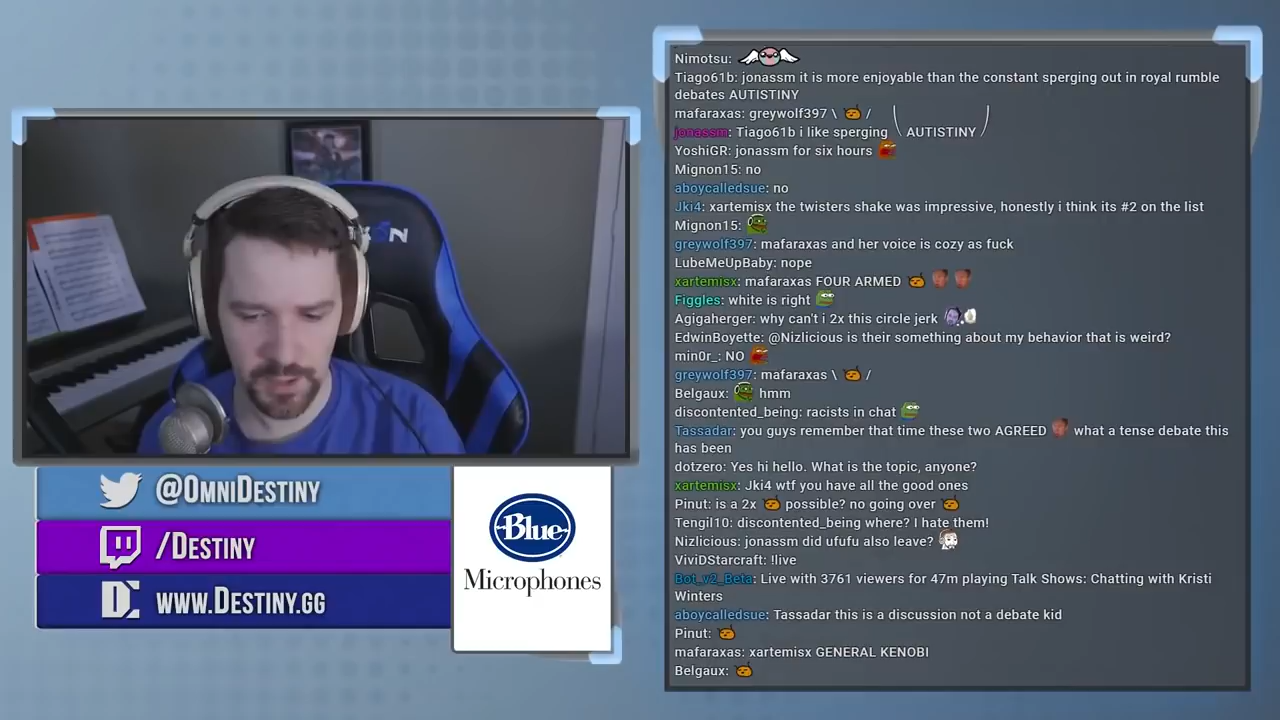 Nimotsu:
Tiago61b: jonassm it is more enjoyable than the constant sperging out in royal rumble
debates AUTISTINY
mafaraxas: greywolf397 \ /
jonassm: Tiago61b i like sperging AUTISTINY
YoshiGR: jonassm for six hours
Mignon15: no
aboycalledsue: no
Jki4: xartemisx the twisters shake was impressive, honestly i think its #2 on the list
Mignon15:
greywolf397: mafaraxas and her voice is cozy as fuck
LubeMeUpBaby: nope
xartemisx: mafaraxas FOUR ARMED
Figgles: white is right
Agigaherger: why can't i 2x this circle jerk
EdwinBoyette: @Nizlicious is their something about my behavior that is weird?
min0r_: NO
greywolf397: mafaraxas \ /
Belgaux: hmm
discontented_being: racists in chat
Tassadar: you guys remember that time these two AGREED what a tense debate this
has been
dotzero: Yes hi hello. What is the topic, anyone?
xartemisx: Jki4 wtf you have all the good ones
Pinut: is a 2x possible? no going over
Tengil10: discontented_being where? I hate them!
Nizlicious: jonassm did ufufu also leave?
ViviDStarcraft: !live
Bot_v2_Beta: Live with 3761 viewers for 47m playing Talk Shows: Chatting with Kristi
Winters
aboycalledsue: Tassadar this is a discussion not a debate kid
Pinut:
mafaraxas: xartemisx GENERAL KENOBI
Belgaux:
@OmniDestiny
/Destiny
www.Destiny.gg
Blue
Microphones